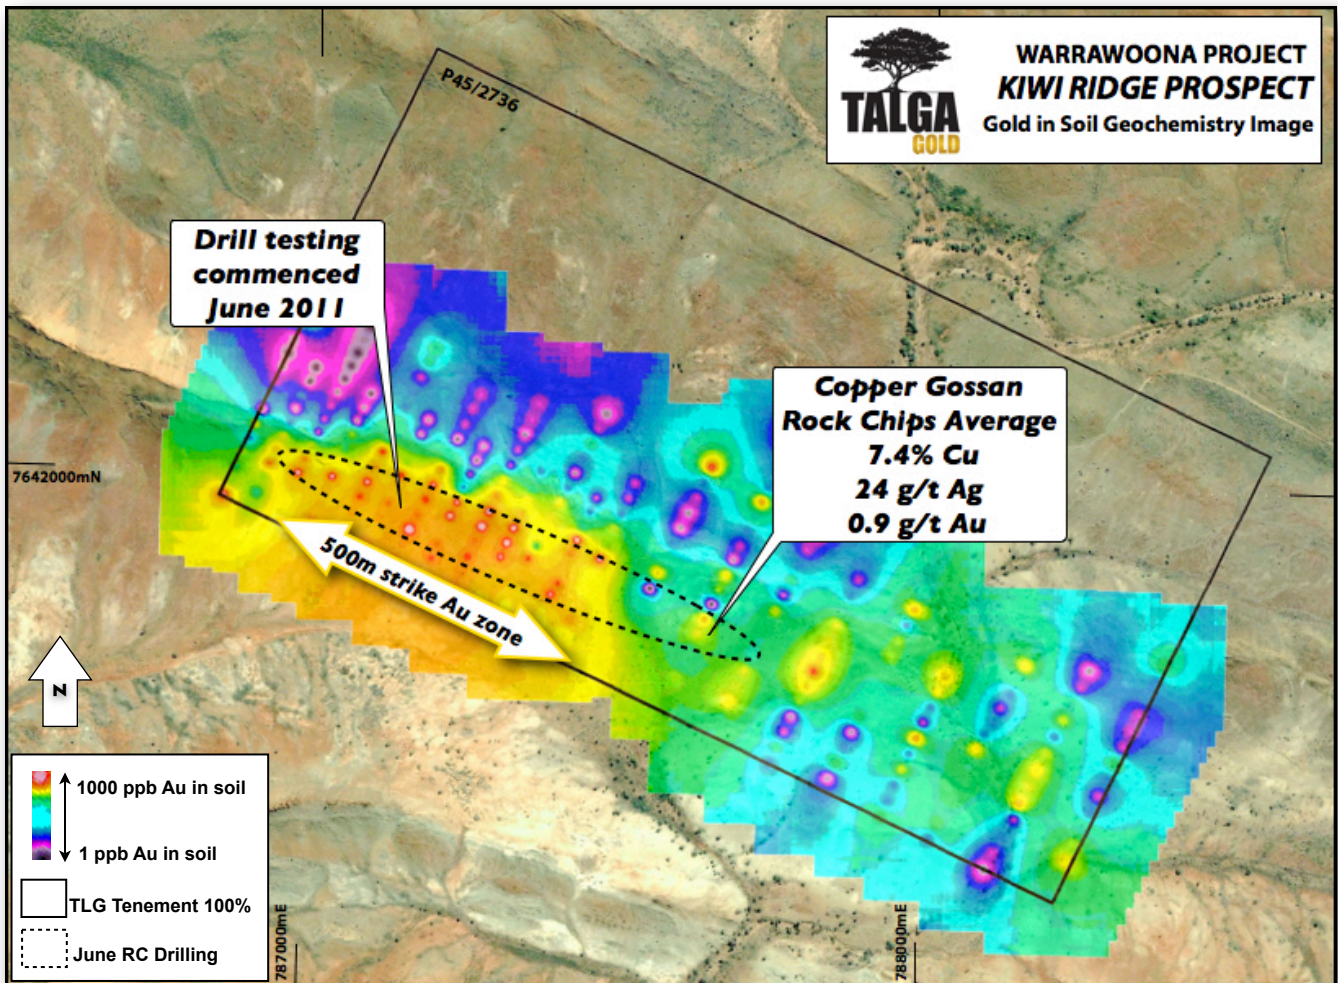 TALGA
GOLD
WARRAWOONA PROJECT
KIWI RIDGE PROSPECT
Gold in Soil Geochemistry Image
P45/2736
Drill testing
commenced
June 2011
Copper Gossan
Rock Chips Average
7.4% Cu
24 g/t Ag
0.9 g/t Au
7642000mN
500m strike Au zone
N
1000 ppb Au in soil
1 ppb Au in soil
TLG Tenement 100%
June RC Drilling
787000mE
788000mE